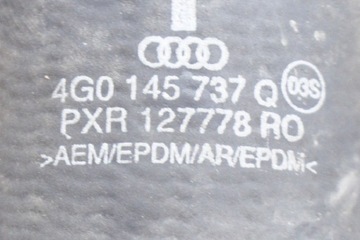 4G0 145 737 Q 03S
PXR 127778 RO
>AEM/EPDM/AR/EPDM<